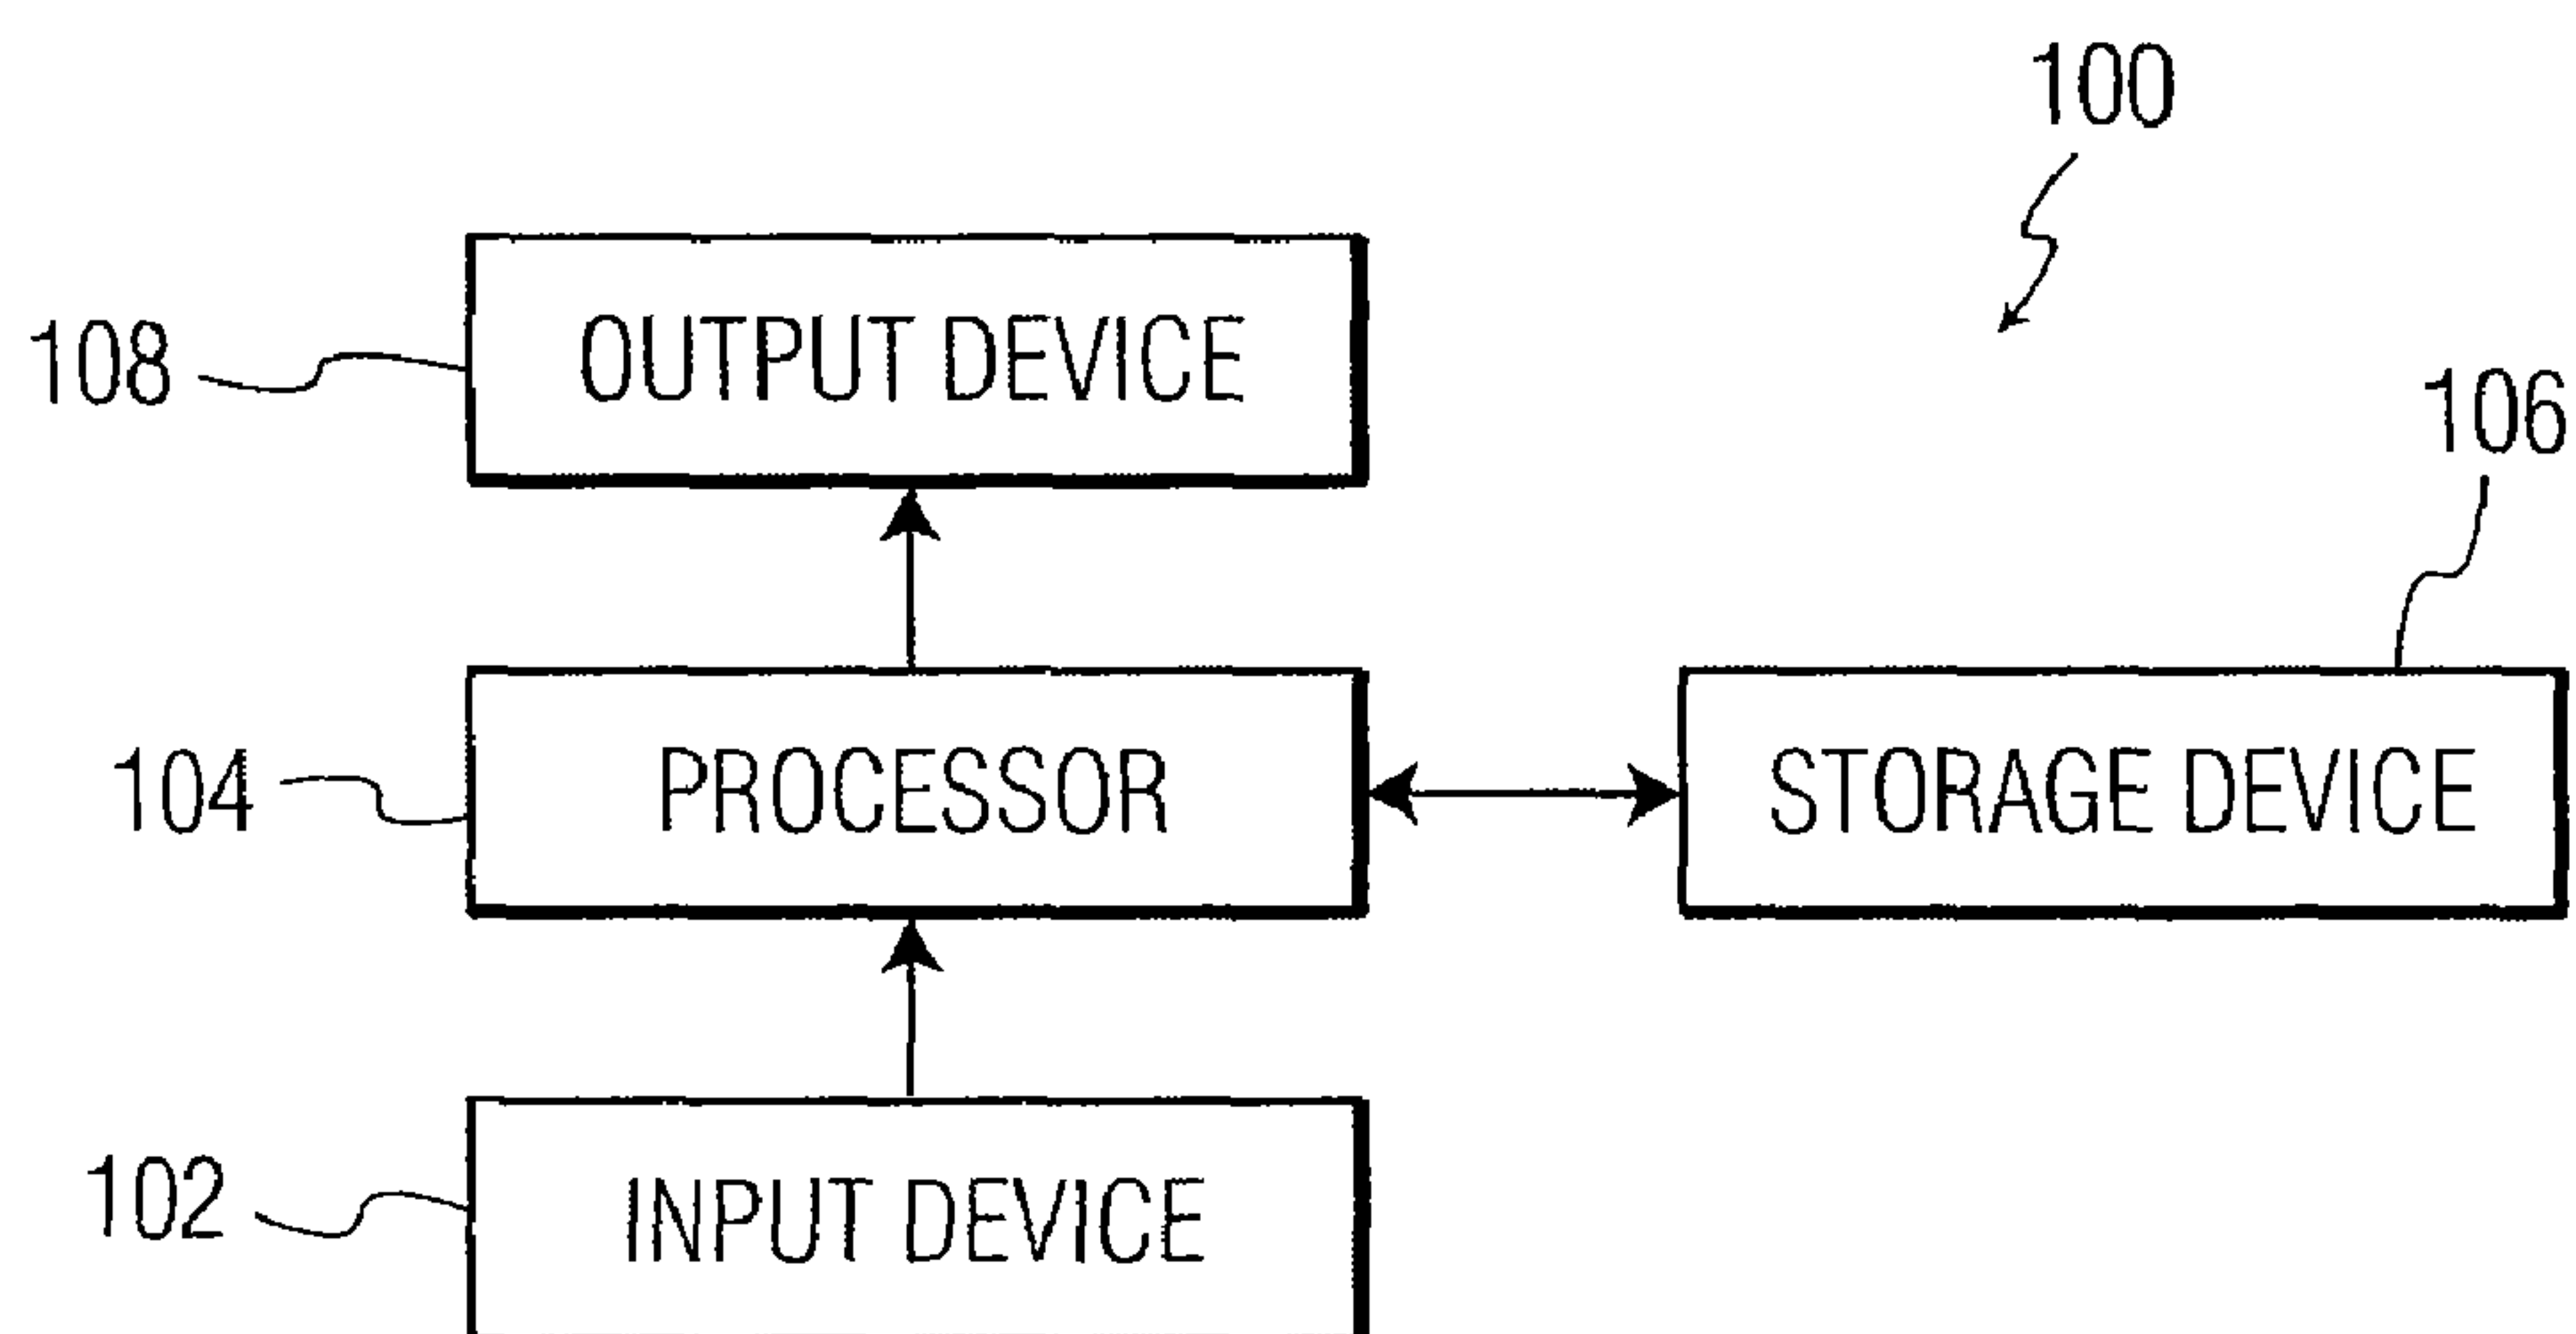 100
OUTPUT DEVICE
108
106
PROCESSOR
STORAGE DEVICE
104
INPUT DEVICE
102